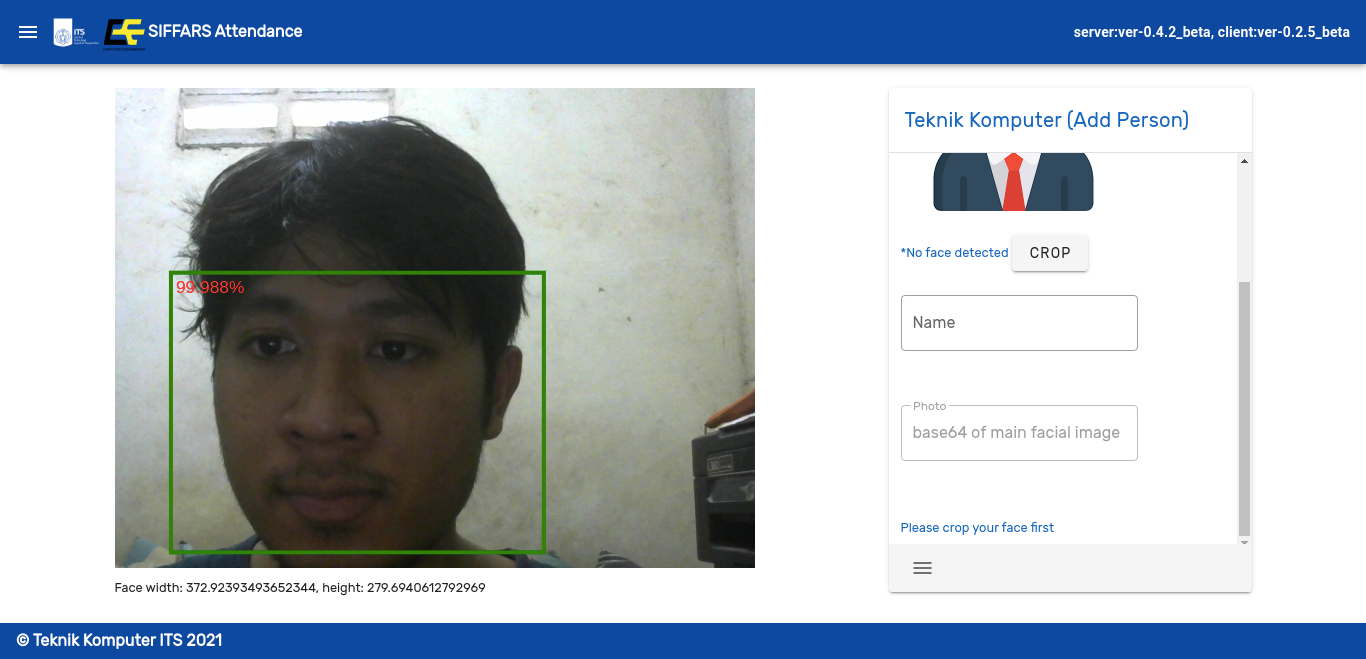 ITS
SIFFARS Attendance
server:ver-0.4.2_beta, client:ver-0.2.5_beta
99.988%
Face width: 372.92393493652344, height: 279.6940612792969
Teknik Komputer (Add Person)
*No face detected
CROP
Name
Photo
base64 of main facial image
Please crop your face first
© Teknik Komputer ITS 2021